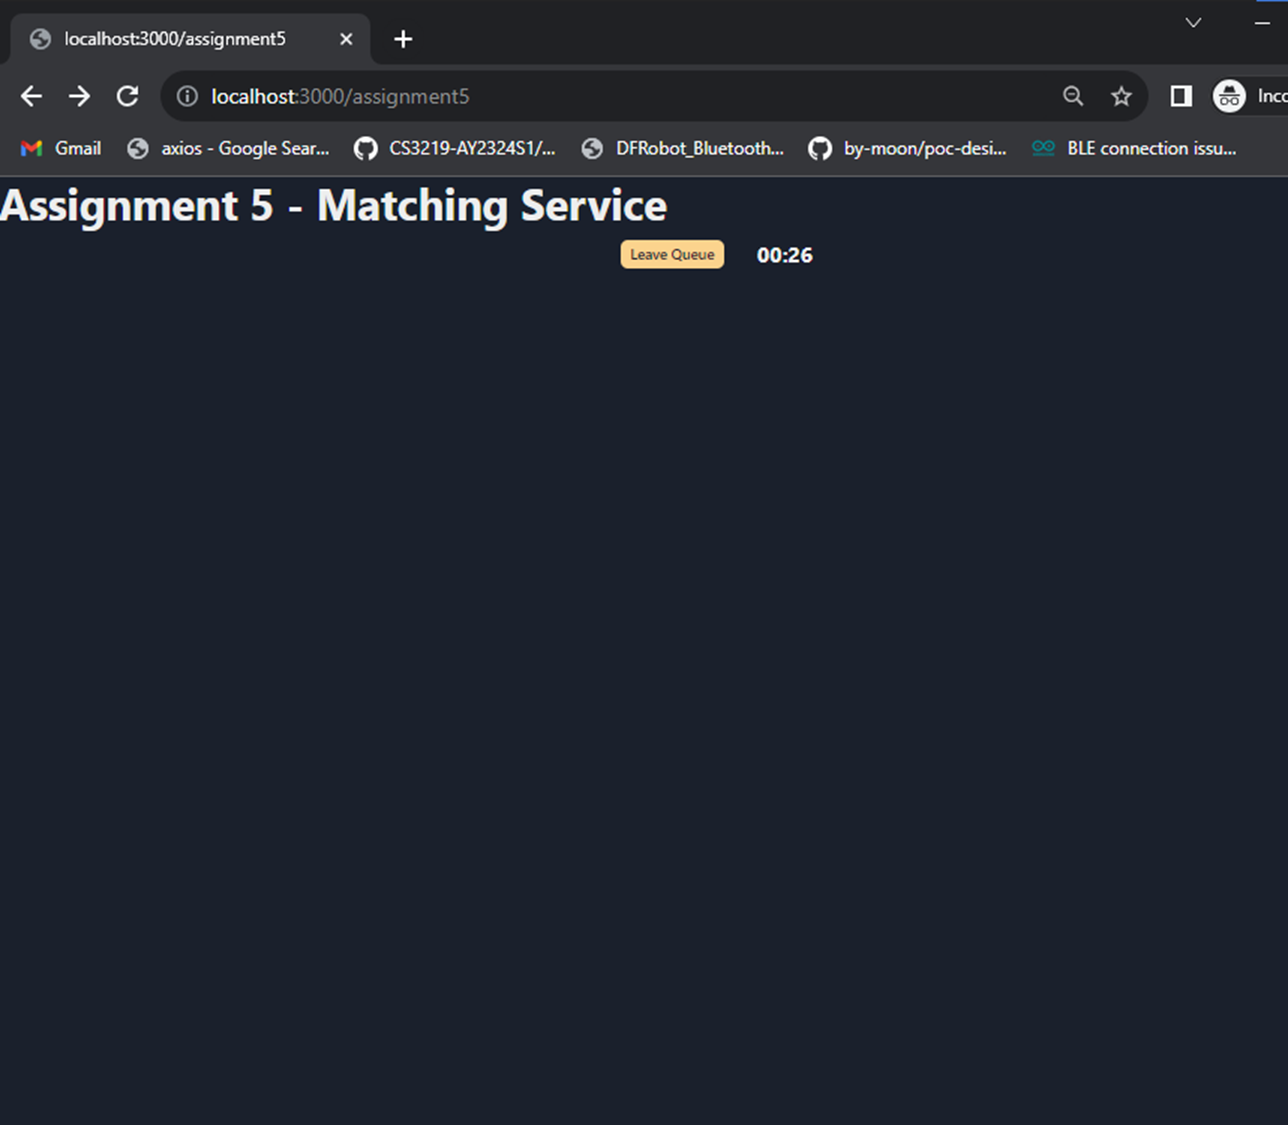 localhost:3000/assignment5
localhost:3000/assignment5
Gmail axios - Google Sear... CS3219-AY2324S1/... DFRobot_Bluetooth... by-moon/poc-desi... BLE connection issu...
Assignment 5 - Matching Service
Leave Queue 00:26